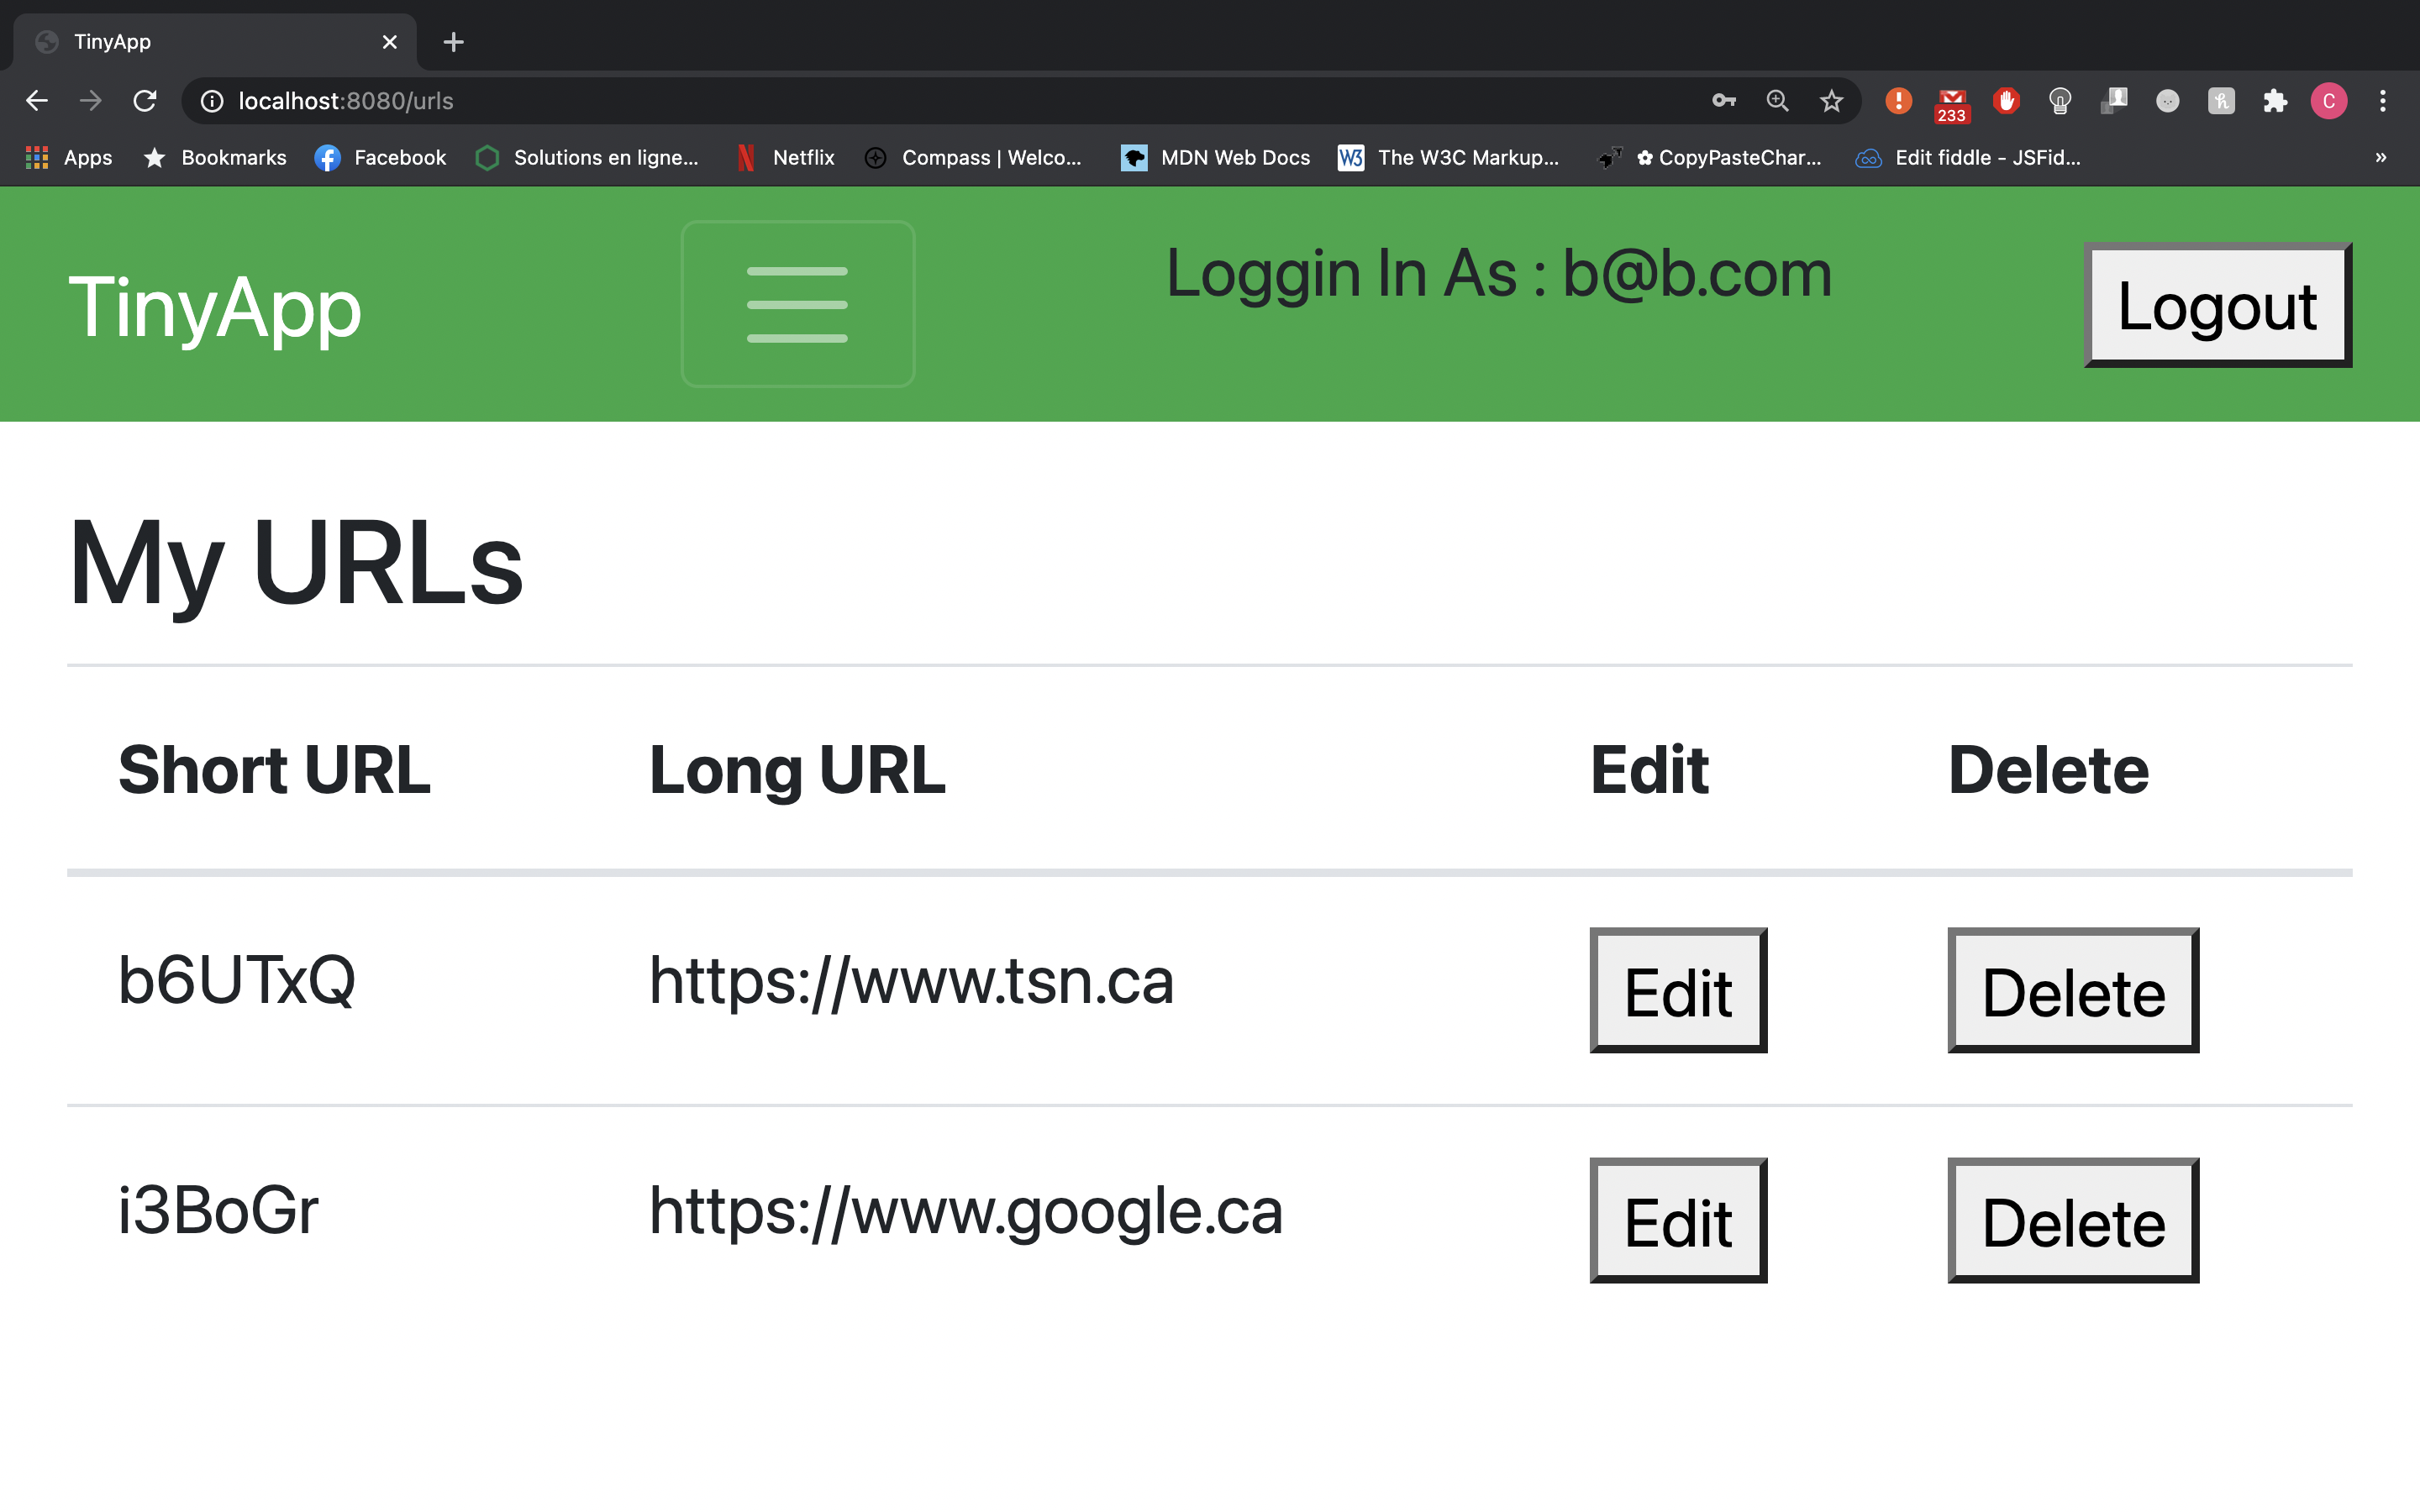 TinyApp
localhost:8080/urls
233
C
Apps Bookmarks Facebook Solutions en ligne... Netflix Compass | Welco... MDN Web Docs W3 The W3C Markup... ✿ CopyPasteChar... Edit fiddle - JSFid... »
TinyApp Loggin In As : b@b.com Logout
My URLs
Short URL Long URL Edit Delete
b6UTxQ https://www.tsn.ca Edit Delete
i3BoGr https://www.google.ca Edit Delete